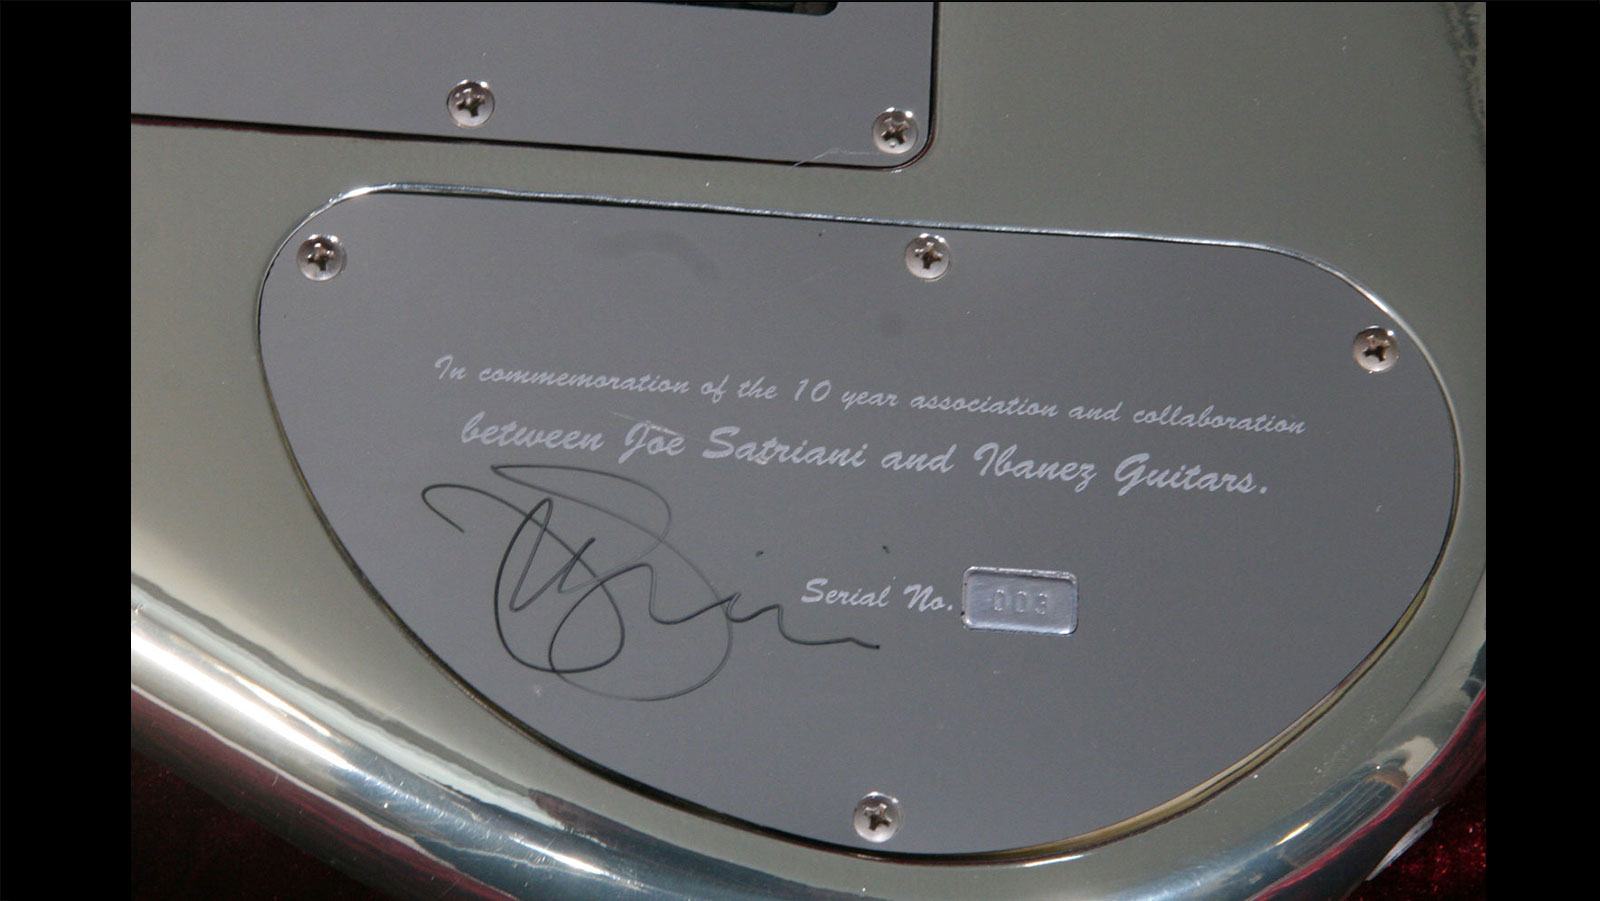 In commemoration of the 10 year association and collaboration
between Joe Satriani and Ibanez Guitars.
Serial No. 003